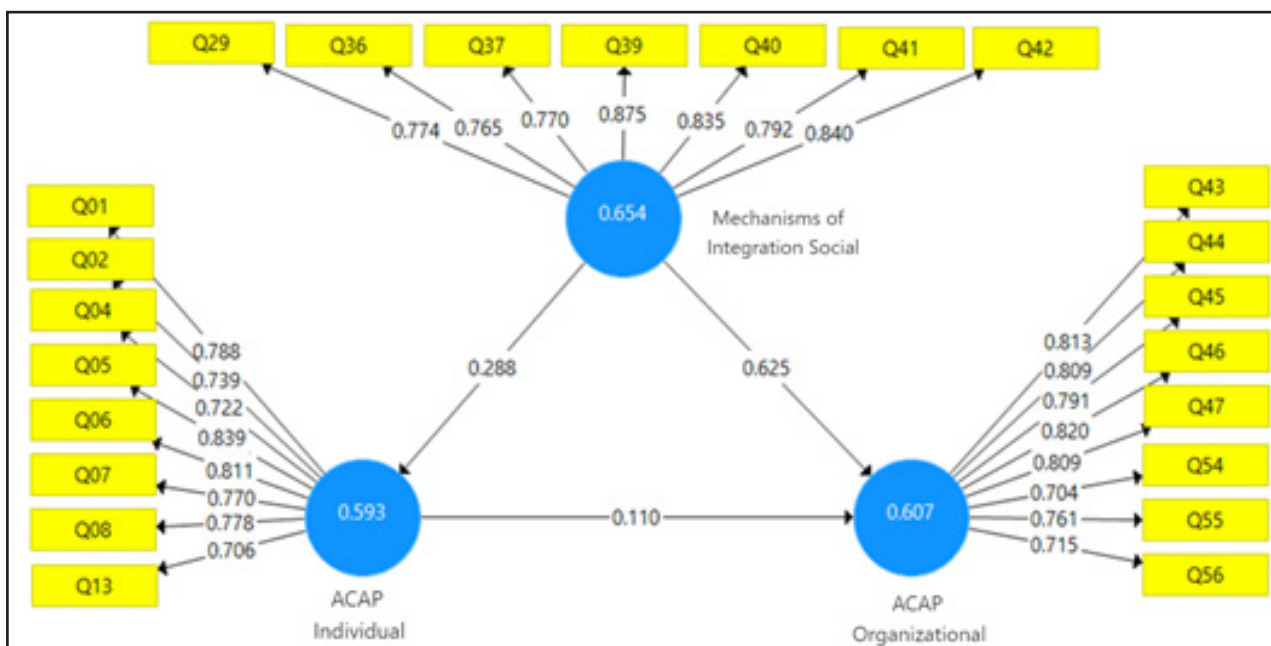 Q29
Q36
Q37
Q39
Q40
Q41
Q42
0.774
0.765
0.770
0.875
0.835
0.792
0.840
0.654
Mechanisms of
Integration Social
Q01
Q02
Q04
Q05
Q06
Q07
Q08
Q13
0.788
0.739
0.722
0.839
0.811
0.770
0.778
0.706
0.288
0.625
0.593
0.110
0.607
ACAP
Individual
ACAP
Organizational
0.813
0.809
0.791
0.820
0.809
0.704
0.761
0.715
Q43
Q44
Q45
Q46
Q47
Q54
Q55
Q56